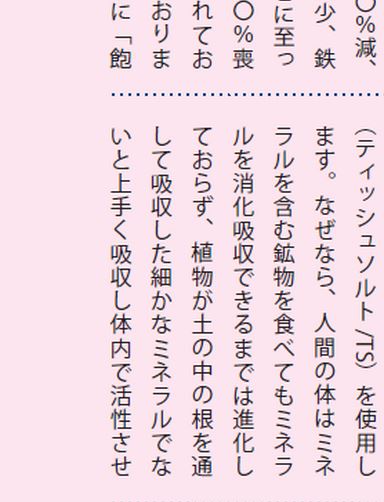 〇％減、
少、鉄
に至っ
〇％喪
れてお
おりま
に「飽
（ティッシュソルト/TS）を使用し
ます。なぜなら、人間の体はミネ
ラルを含む鉱物を食べてもミネラ
ルを消化吸収できるまでは進化し
ておらず、植物が土の中の根を通
して吸収した細かなミネラルでな
いと上手く吸収し体内で活性させ